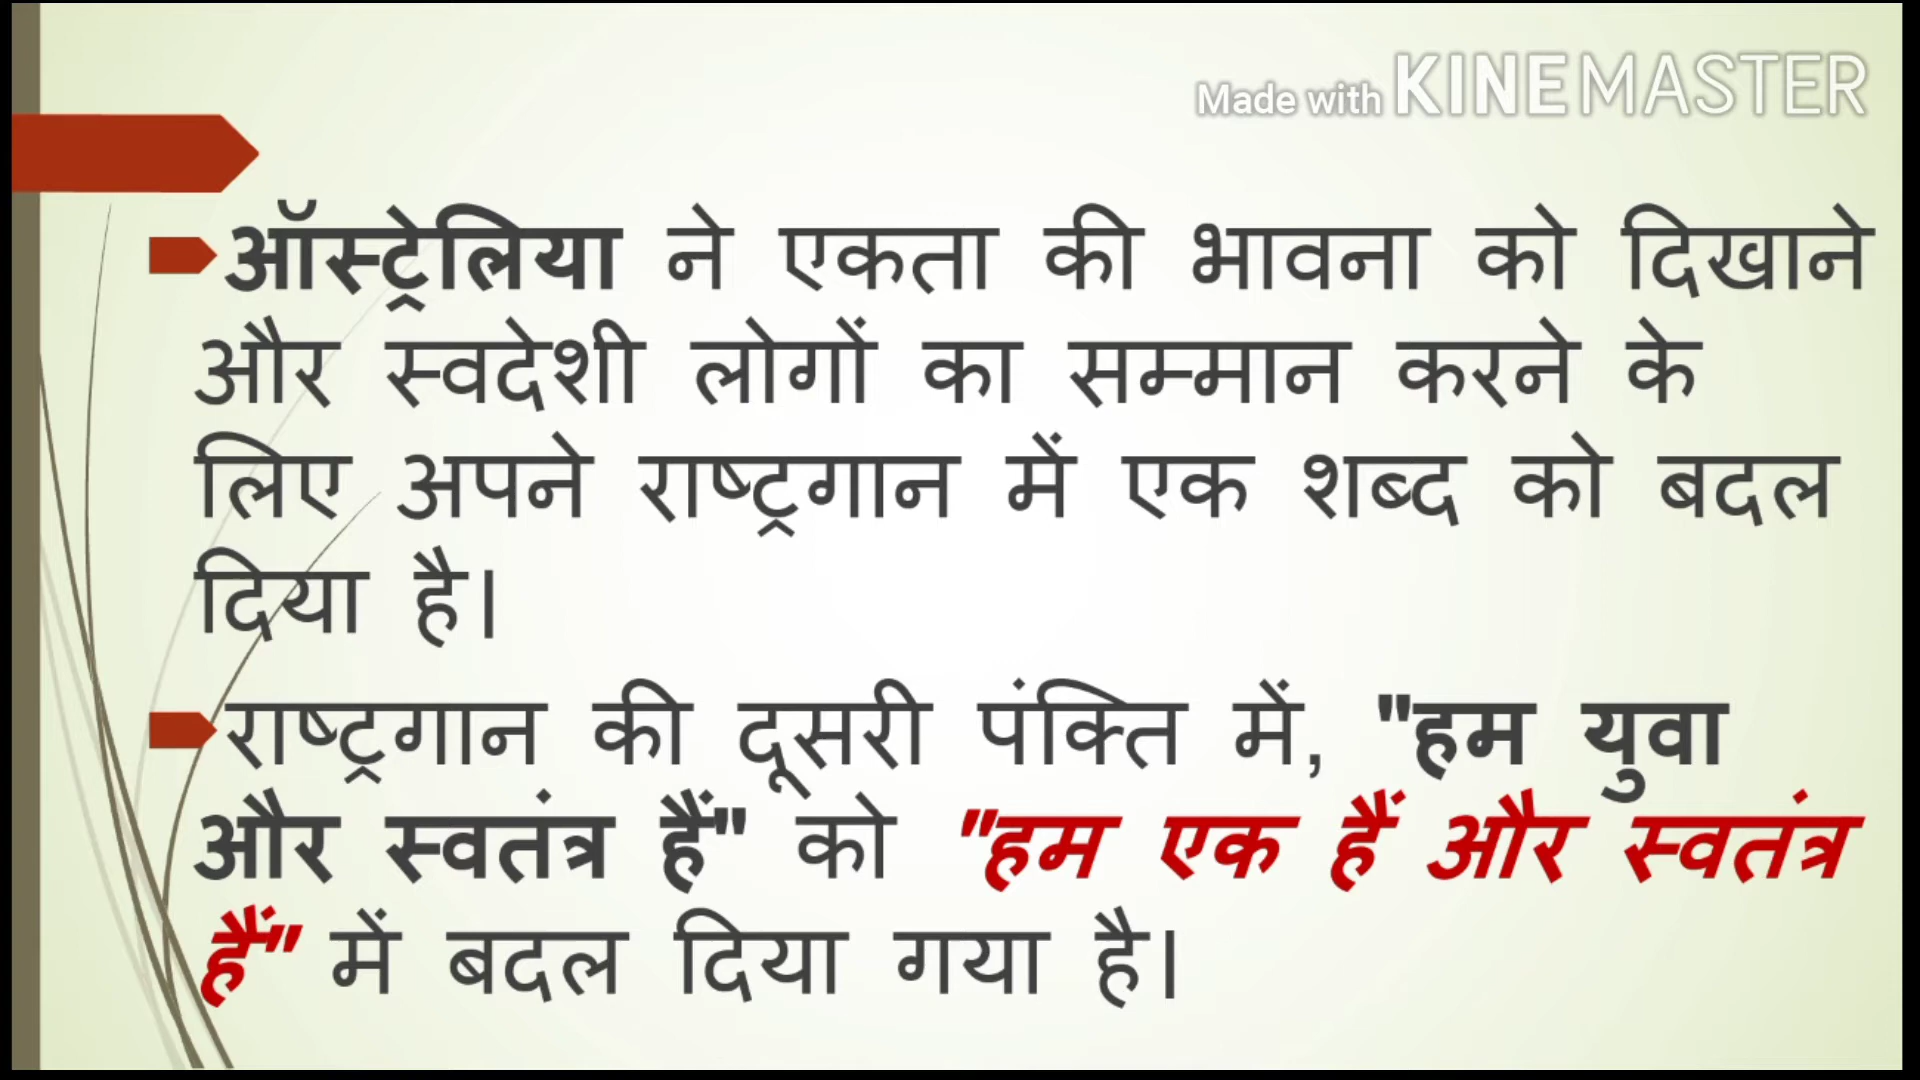 Made with KINEMASTER
ऑस्ट्रेलिया ने एकता की भावना को दिखाने
और स्वदेशी लोगों का सम्मान करने के
लिए अपने राष्ट्रगान में एक शब्द को बदल
दिया है।
राष्ट्रगान की दूसरी पंक्ति में, "हम युवा
और स्वतंत्र हैं" को "हम एक हैं और स्वतंत्र
हैं" में बदल दिया गया है।